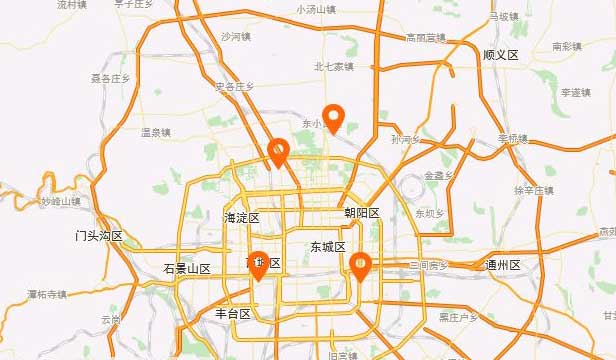 流村镇
亭子庄乡
小汤山镇
马坡镇
沙河镇
高丽营镇
顺义区
南彩镇
北七家镇
聂各庄乡
史各庄乡
李遂镇
东小
温泉镇
孙河乡
李桥镇
金盏乡
徐辛庄镇
妙峰山镇
海淀区
朝阳区
东坝乡
门头沟区
东城区
石景山区
区
三间房乡
通州区
潭柘寺镇
云岗
丰台区
黑庄户乡
旧宫镇